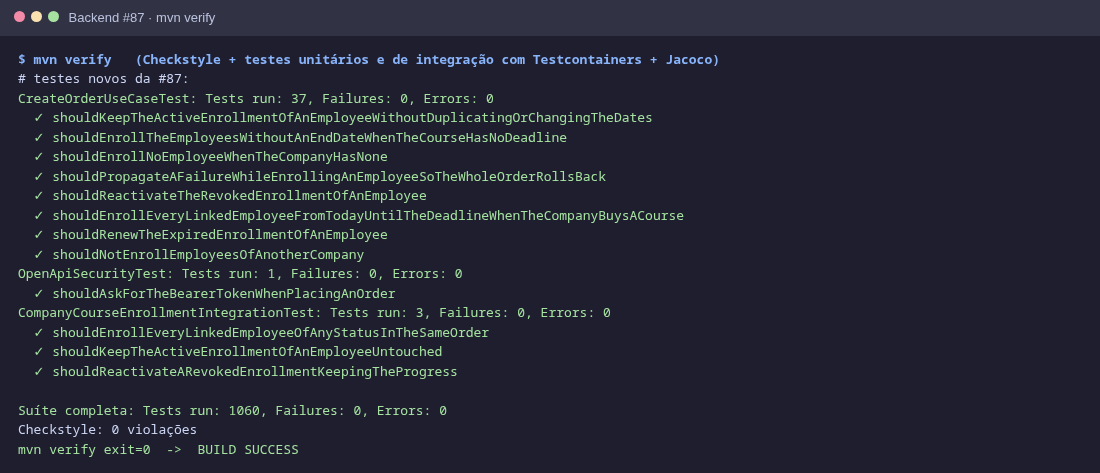 Backend #87 · mvn verify
$ mvn verify   (Checkstyle + testes unitários e de integração com Testcontainers + Jacoco)
# testes novos da #87:
CreateOrderUseCaseTest: Tests run: 37, Failures: 0, Errors: 0
✓ shouldKeepTheActiveEnrollmentOfAnEmployeeWithoutDuplicatingOrChangingTheDates
✓ shouldEnrollTheEmployeesWithoutAnEndDateWhenTheCourseHasNoDeadline
✓ shouldEnrollNoEmployeeWhenTheCompanyHasNone
✓ shouldPropagateAFailureWhileEnrollingAnEmployeeSoTheWholeOrderRollsBack
✓ shouldReactivateTheRevokedEnrollmentOfAnEmployee
✓ shouldEnrollEveryLinkedEmployeeFromTodayUntilTheDeadlineWhenTheCompanyBuysACourse
✓ shouldRenewTheExpiredEnrollmentOfAnEmployee
✓ shouldNotEnrollEmployeesOfAnotherCompany
OpenApiSecurityTest: Tests run: 1, Failures: 0, Errors: 0
✓ shouldAskForTheBearerTokenWhenPlacingAnOrder
CompanyCourseEnrollmentIntegrationTest: Tests run: 3, Failures: 0, Errors: 0
✓ shouldEnrollEveryLinkedEmployeeOfAnyStatusInTheSameOrder
✓ shouldKeepTheActiveEnrollmentOfAnEmployeeUntouched
✓ shouldReactivateARevokedEnrollmentKeepingTheProgress
Suíte completa: Tests run: 1060, Failures: 0, Errors: 0
Checkstyle: 0 violações
mvn verify exit=0  ->  BUILD SUCCESS